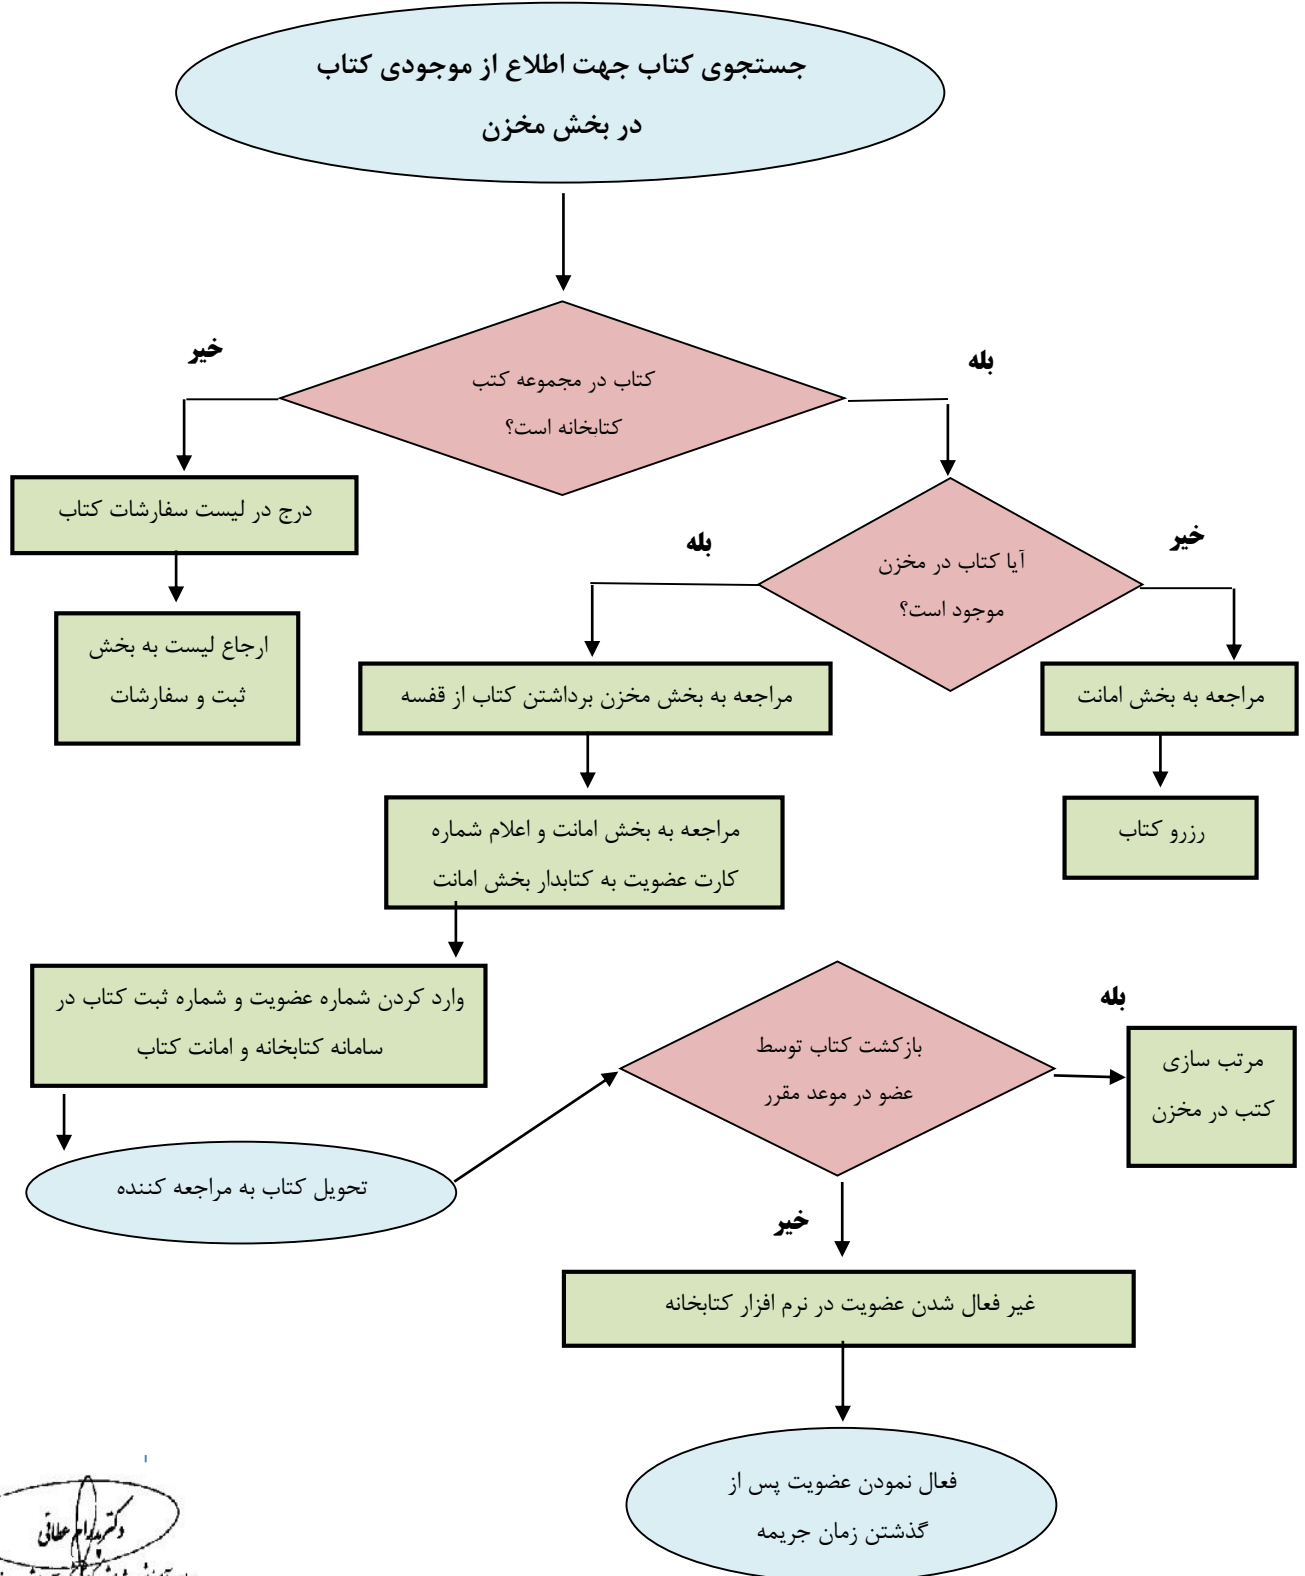 جستجوی کتاب جهت اطلاع از موجودی کتاب
در بخش مخزن
خیر
بله
کتاب در مجموعه کتب
کتابخانه است؟
درج در لیست سفارشات کتاب
ارجاع لیست به بخش
ثبت و سفارشات
بله
خیر
آیا کتاب در مخزن
موجود است؟
مراجعه به بخش مخزن برداشتن کتاب از قفسه
مراجعه به بخش امانت
رزرو کتاب
مراجعه به بخش امانت و اعلام شماره
کارت عضویت به کتابدار بخش امانت
وارد کردن شماره عضویت و شماره ثبت کتاب در
سامانه کتابخانه و امانت کتاب
تحویل کتاب به مراجعه کننده
بازکشت کتاب توسط
عضو در موعد مقرر
بله
مرتب سازی
کتب در مخزن
خیر
غیر فعال شدن عضویت در نرم افزار کتابخانه
فعال نمودن عضویت پس از
گذشتن زمان جریمه
دکتر عطائی